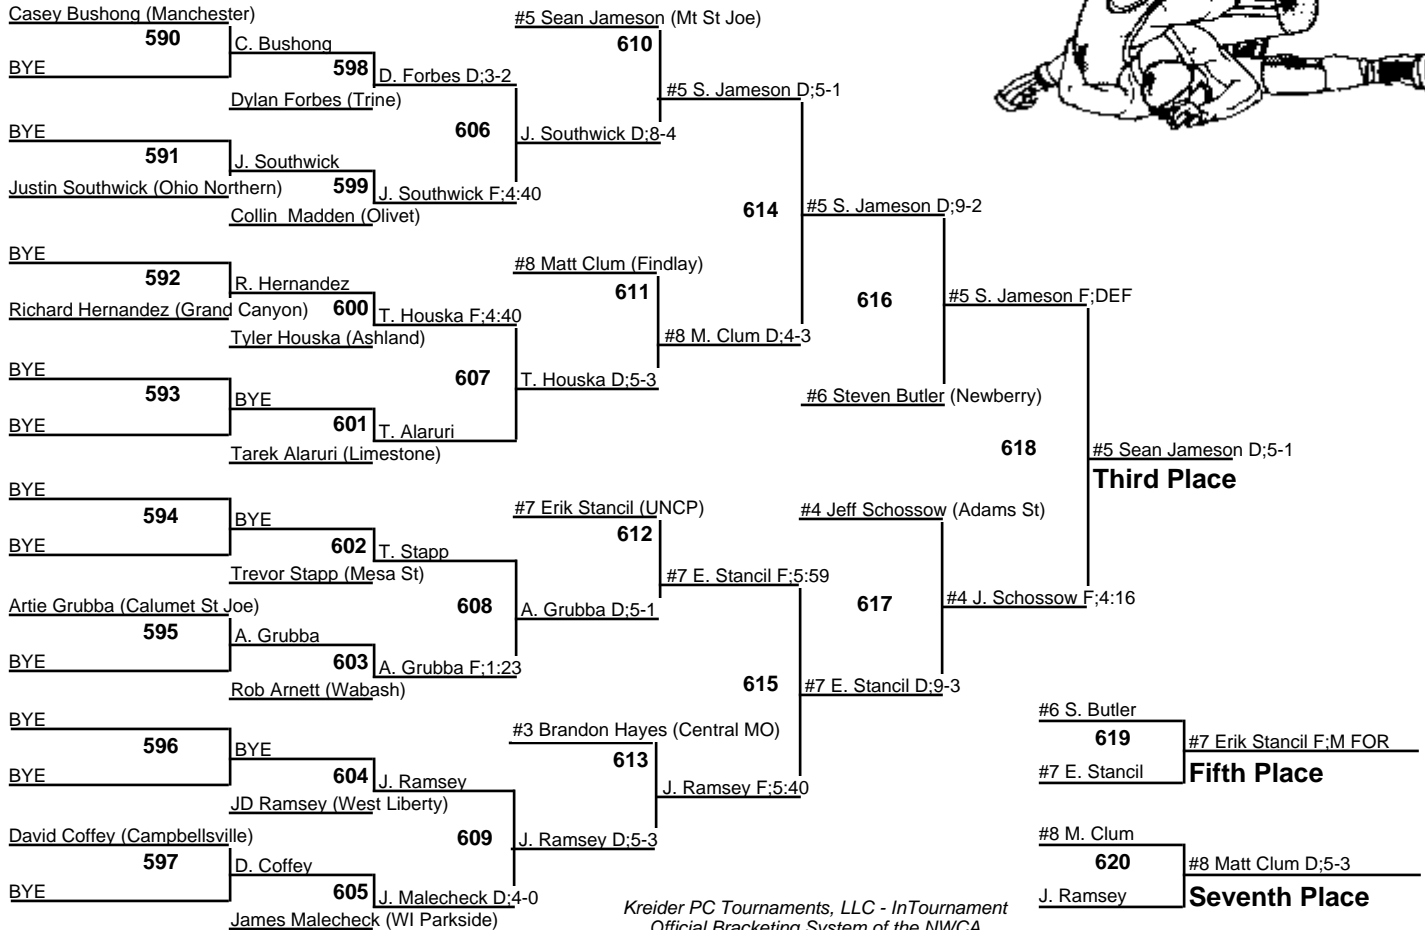 Casey Bushong (Manchester)
590
BYE
C. Bushong
598
Dylan Forbes (Trine)
D. Forbes D;3-2
BYE
591
Justin Southwick (Ohio Northern)
J. Southwick
599
Collin  Madden (Olivet)
J. Southwick F;4:40
606
J. Southwick D;8-4
#5 Sean Jameson (Mt St Joe)
610
#5 S. Jameson D;5-1
BYE
592
Richard Hernandez (Grand Canyon)
R. Hernandez
600
Tyler Houska (Ashland)
T. Houska F;4:40
BYE
593
BYE
BYE
601
Tarek Alaruri (Limestone)
T. Alaruri
607
T. Houska D;5-3
#8 Matt Clum (Findlay)
611
#8 M. Clum D;4-3
614
#5 S. Jameson D;9-2
616
#6 Steven Butler (Newberry)
#5 S. Jameson F;DEF
618
#5 Sean Jameson D;5-1
Third Place
BYE
594
BYE
BYE
602
Trevor Stapp (Mesa St)
T. Stapp
Artie Grubba (Calumet St Joe)
595
BYE
A. Grubba
603
Rob Arnett (Wabash)
A. Grubba F;1:23
608
A. Grubba D;5-1
#7 Erik Stancil (UNCP)
612
#7 E. Stancil F;5:59
#4 Jeff Schossow (Adams St)
617
#4 J. Schossow F;4:16
615
#7 E. Stancil D;9-3
BYE
596
BYE
BYE
604
JD Ramsey (West Liberty)
J. Ramsey
David Coffey (Campbellsville)
597
BYE
D. Coffey
605
James Malecheck (WI Parkside)
J. Malecheck D;4-0
609
J. Ramsey D;5-3
#3 Brandon Hayes (Central MO)
613
J. Ramsey F;5:40
#6 S. Butler
619
#7 E. Stancil
#7 Erik Stancil F;M FOR
Fifth Place
#8 M. Clum
620
J. Ramsey
#8 Matt Clum D;5-3
Seventh Place
Kreider PC Tournaments, LLC - InTournament
Official Bracketing System of the NWCA